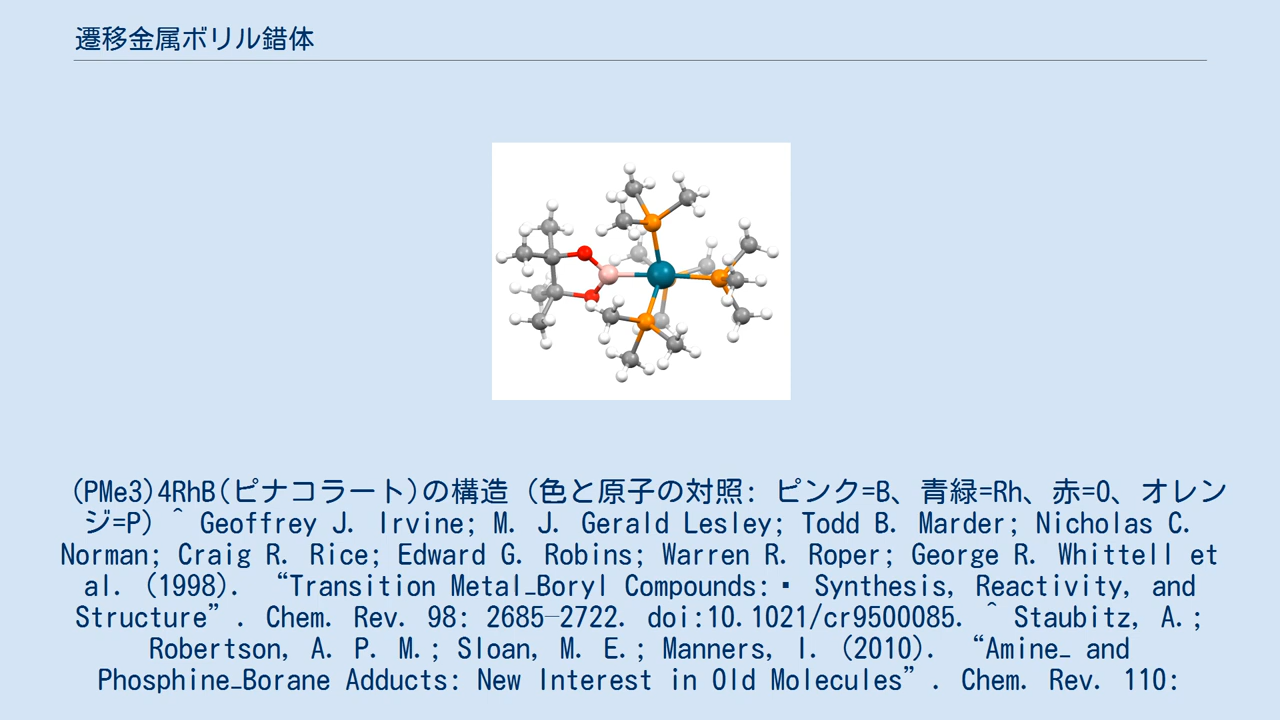 遷移金属ボリル錯体
(PMe3)4RhB(ピナコラート)の構造 (色と原子の対照: ピンク=B、青緑=Rh、赤=O、オレン
ジ=P) ^ Geoffrey J. Irvine; M. J. Gerald Lesley; Todd B. Marder; Nicholas C.
Norman; Craig R. Rice; Edward G. Robins; Warren R. Roper; George R. Whittell et
al. (1998). “Transition Metal_Boryl Compounds:▪ Synthesis, Reactivity, and
Structure”. Chem. Rev. 98: 2685–2722. doi:10.1021/cr9500085. ^ Staubitz, A.;
Robertson, A. P. M.; Sloan, M. E.; Manners, I. (2010). “Amine_ and
Phosphine_Borane Adducts: New Interest in Old Molecules”. Chem. Rev. 110: